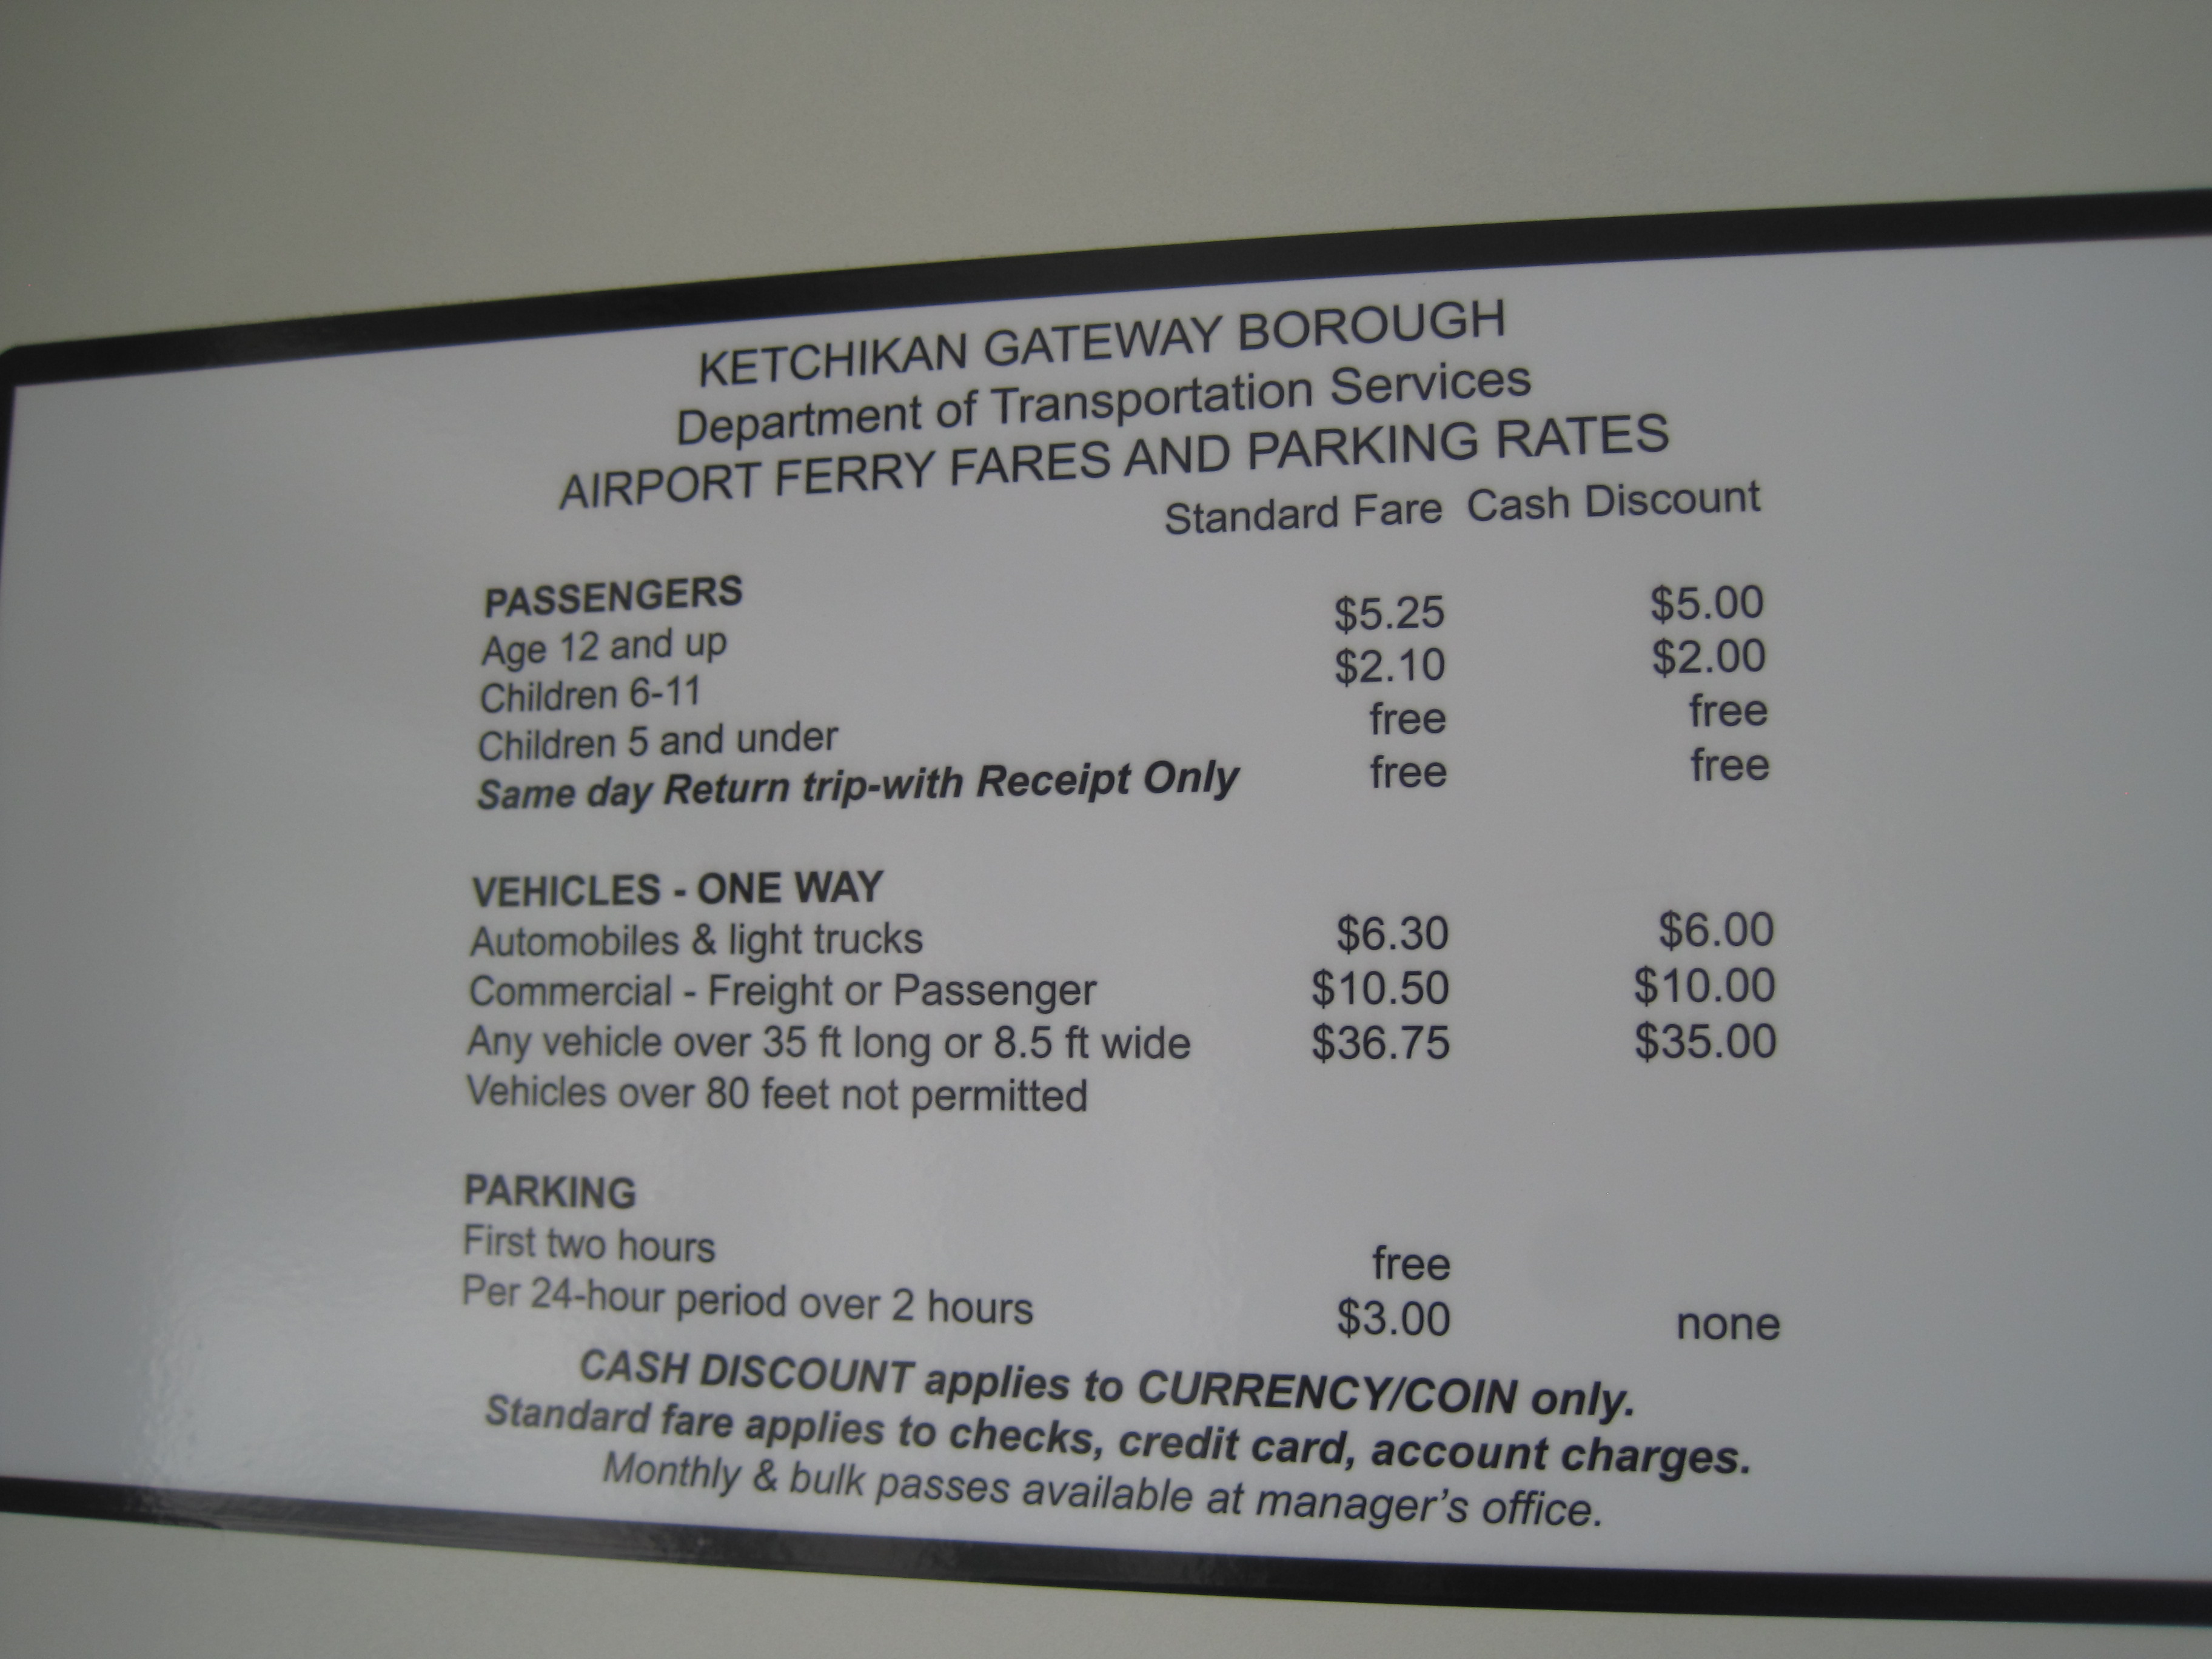 KETCHIKAN GATEWAY BOROUGH
Department of Transportation Services
AIRPORT FERRY FARES AND PARKING RATES
Standard Fare Cash Discount
PASSENGERS
Age 12 and up $5.25 $5.00
Children 6-11 $2.10 $2.00
Children 5 and under free free
Same day Return trip-with Receipt Only free free
VEHICLES - ONE WAY
Automobiles & light trucks $6.30 $6.00
Commercial - Freight or Passenger $10.50 $10.00
Any vehicle over 35 ft long or 8.5 ft wide $36.75 $35.00
Vehicles over 80 feet not permitted
PARKING
First two hours free
Per 24-hour period over 2 hours $3.00 none
CASH DISCOUNT applies to CURRENCY/COIN only.
Standard fare applies to checks, credit card, account charges.
Monthly & bulk passes available at manager's office.